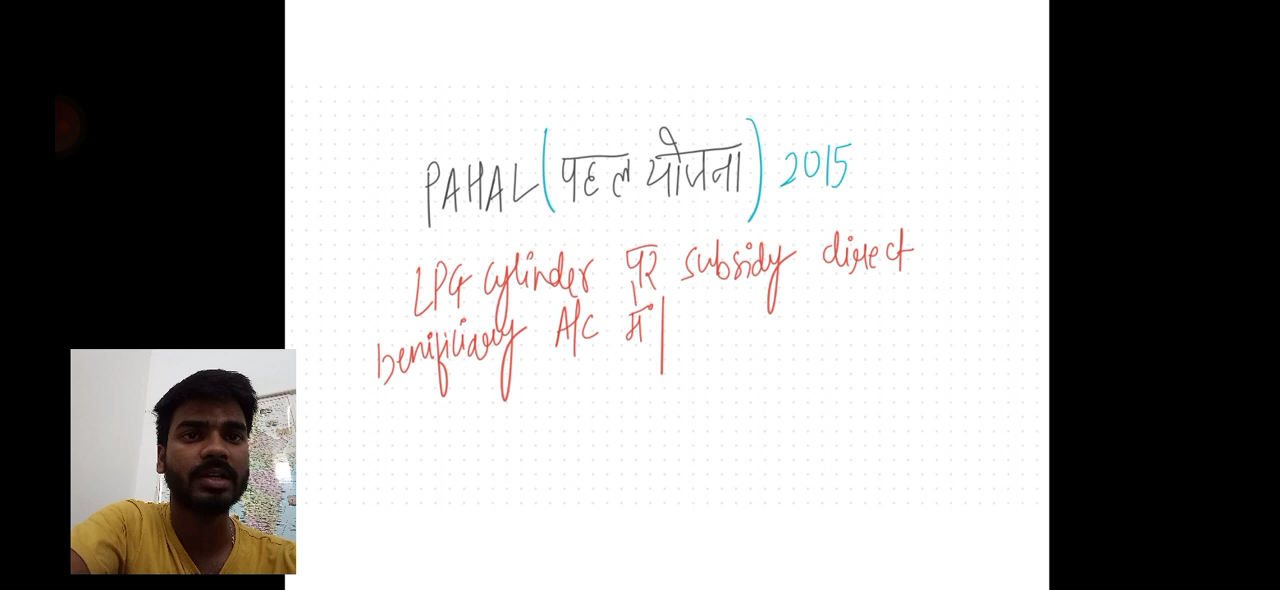 PAHAL (पहल योजना) 2015
LPG cylinder पर subsidy direct
benificiary A/C में|